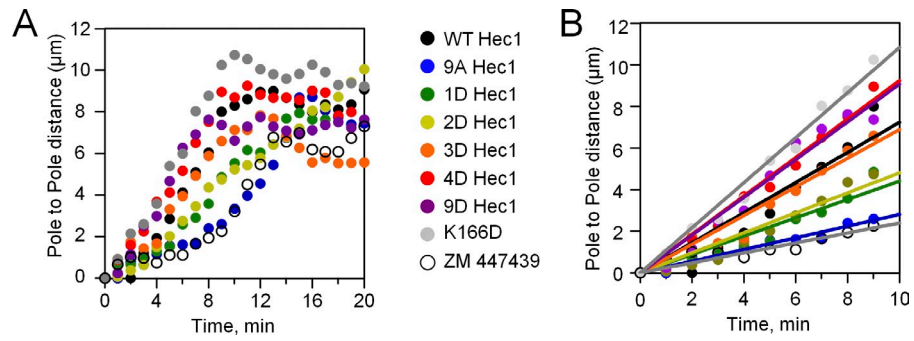 A
Pole to Pole distance (μm)
12
10
8
6
4
2
0
0 4 8 12 16 20
Time, min
WT Hec1
9A Hec1
1D Hec1
2D Hec1
3D Hec1
4D Hec1
9D Hec1
K166D
ZM 447439
B
Pole to Pole distance (μm)
12
10
8
6
4
2
0
0 2 4 6 8 10
Time, min